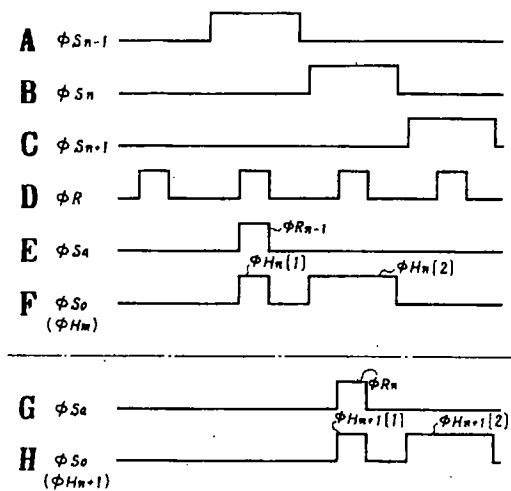 A ϕSn-1
B ϕSn
C ϕSn+1
D ϕR
E ϕSa ϕRn-1
ϕHn[1] ϕHn[2]
F ϕSo
(ϕHm)
ϕRn
G ϕSa
ϕHn+1[1] ϕHn+1[2]
H ϕSo
(ϕHn+1)